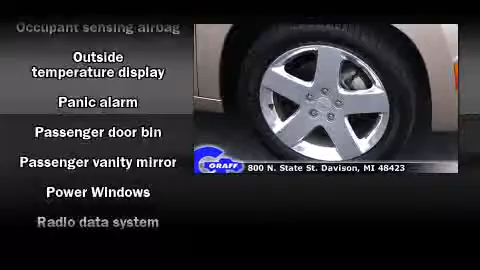 Occupant sensing airbag
Outside
temperature display
Panic alarm
Passenger door bin
Passenger vanity mirror
Power Windows
Radio data system
GRAFF
800 N. State St. Davison, MI 48423